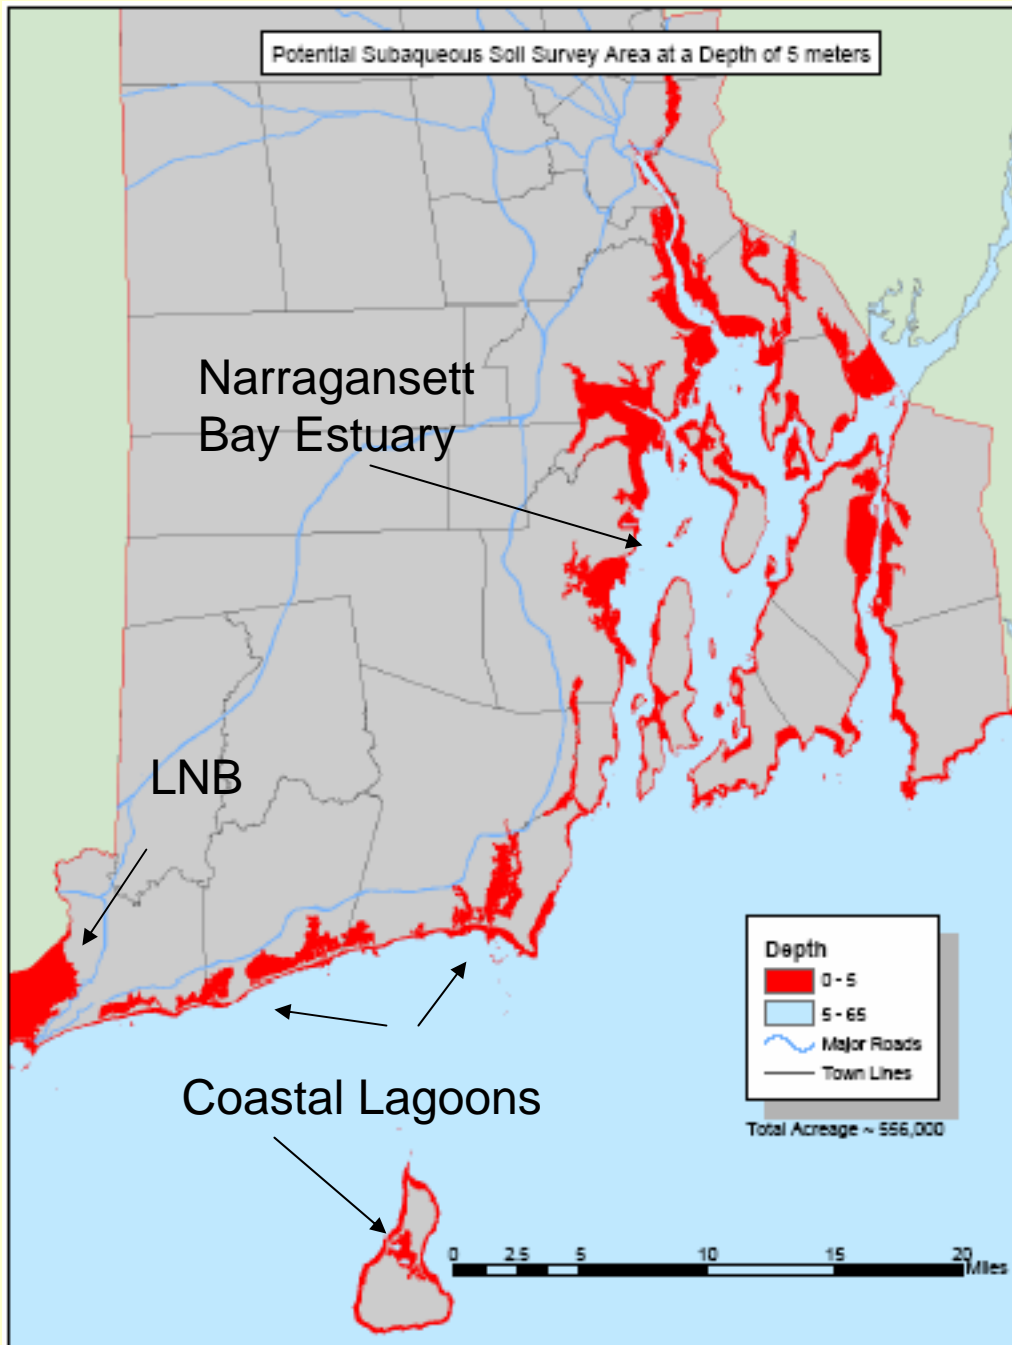 Potential Subaqueous Soil Survey Area at a Depth of 5 meters
Narragansett
Bay Estuary
LNB
Depth
0 - 5
5 - 65
Major Roads
Town Lines
Coastal Lagoons
Total Acreage ~ 556,000
0 2.5 5 10 15 20
Miles